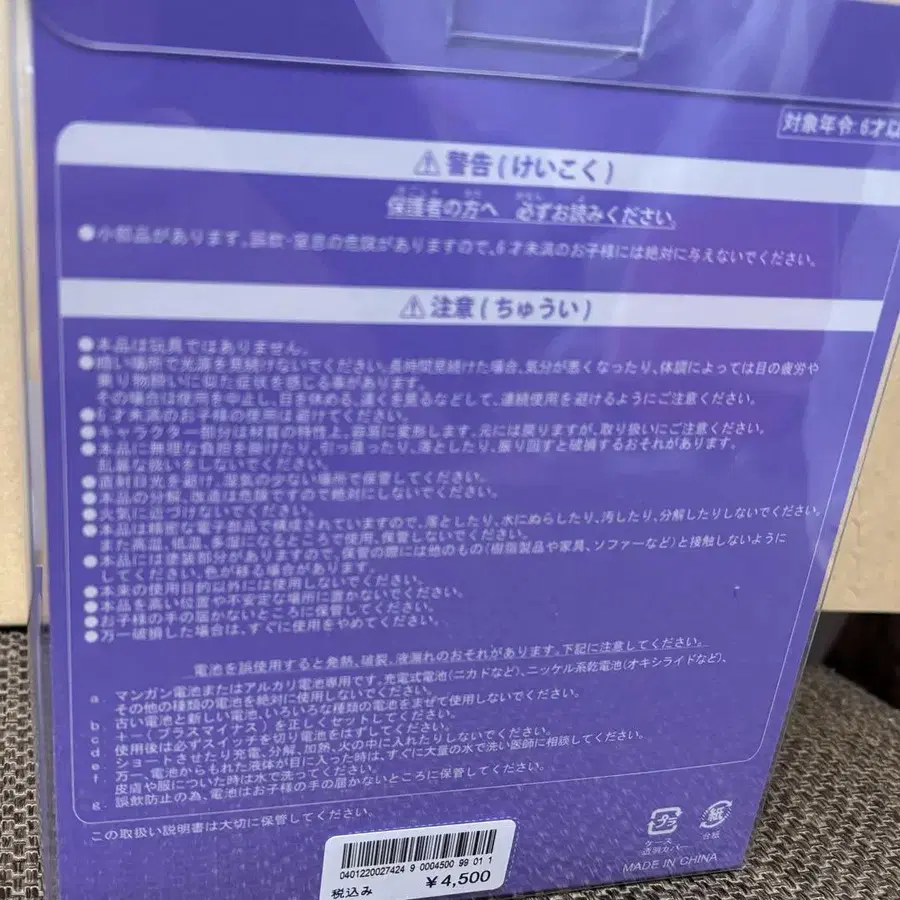 対象年令 6才以
⚠警告(けいこく)
保護者の方へ 必ずお読みください。
●小部品があります。誤飲・窒息の危険がありますので、6才未満のお子様には絶対に与えないでください。
⚠注意(ちゅうい)
●本品は玩具ではありません。
●暗い場所で光源を見続けないでください。長時間見続けた場合、気分が悪くなったり、体調によっては目の疲労や
乗り物酔いに似た症状を感じる事があります。
その場合は使用を中止し、目を休める、遠くを見るなどして、連続使用を避けるようにご注意ください。
●6才未満のお子様の使用は避けてください。
●キャラクター部分は材質の特性上、容易に変形します。元には戻りますが、取り扱いにご注意ください。
●本品に無理な負担を掛けたり、引っ張ったり、落としたり、振り回すと破損するおそれがあります。
乱暴な扱いをしないでください。
●直射日光を避け、湿気の少ない場所で保管してください。
●本品の分解、改造は危険ですので絶対にしないでください。
●火気に近づけないでください。
●本品は精密な電子部品で構成されていますので、落としたり、水にぬらしたり、汚したり、分解したりしないでください。
また高温、低温、多湿になるところで使用、保管しないでください。
●本品には塗装部分がありますので、保管の際には他のもの(樹脂製品や家具、ソファーなど)と接触しないように
してください。色が移る場合があります。
●本来の使用目的以外には使用しないでください。
●本品を高い位置や不安定な場所に置かないでください。
●お子様の手の届かないところに保管してください。
●万一破損した場合は、すぐに使用をやめてください。
電池を誤使用すると発熱、破裂、液漏れのおそれがあります。下記に注意してください。
a. マンガン電池またはアルカリ電池専用です。充電式電池(ニカドなど)、ニッケル系乾電池(オキシライドなど)、
その他の種類の電池を絶対に使用しないでください。
b. 古い電池と新しい電池、いろいろな種類の電池をまぜて使用しないでください。
c. +-(プラスマイナス)を正しくセットしてください。
d. 使用後は必ずスイッチを切り電池をはずしてください。
e. ショートさせたり充電、分解、加熱、火の中に入れたりしないでください。
f. 万一、電池からもれた液体が目に入った時は、すぐに大量の水で洗い医師に相談してください。
皮膚や服についた時は水で洗ってください。
g. 誤飲防止の為、電池はお子様の手の届かないところに保管してください。
この取扱い説明書は大切に保管してください。
プラ
ケース
透明カバー
紙
台紙
MADE IN CHINA
0401220027424 9 0004500 99 01 1
税込み ¥4,500